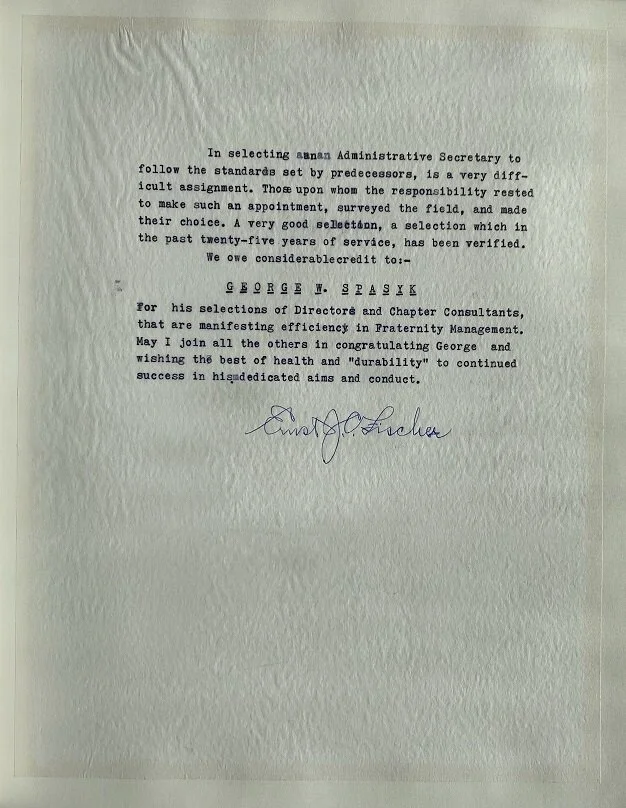 In selecting an Administrative Secretary to
follow the standards set by predecessors, is a very diff-
icult assignment. Those upon whom the responsibility rested
to make such an appointment, surveyed the field, and made
their choice. A very good selection, a selection which in
the past twenty-five years of service, has been verified.
We owe considerablecredit to:-
G E O R G E W. S P A S Y K
For his selections of Directors and Chapter Consultants,
that are manifesting efficiency in Fraternity Management.
May I join all the others in congratulating George and
wishing the best of health and "durability" to continued
success in his dedicated aims and conduct.
Ernst J. C. Fischer